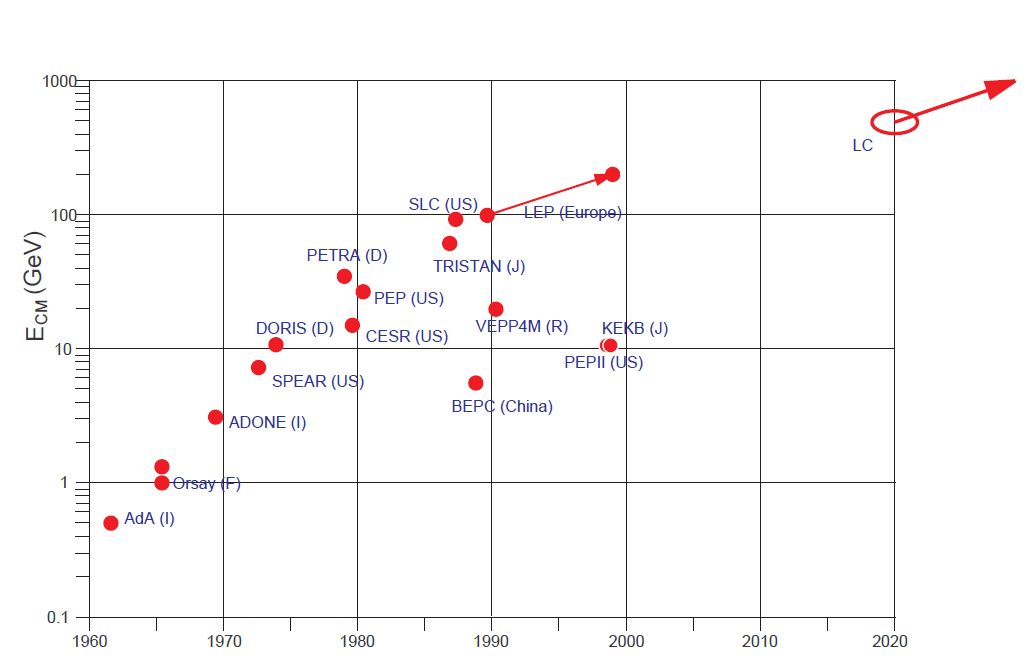 1000
LC
SLC (US)
100
LEP (Europe)
PETRA (D)
TRISTAN (J)
PEP (US)
ECM (GeV)
DORIS (D)
VEPP4M (R)
KEKB (J)
CESR (US)
10
PEPII (US)
SPEAR (US)
BEPC (China)
ADONE (I)
1
Orsay (F)
AdA (I)
0.1
1960 1970 1980 1990 2000 2010 2020